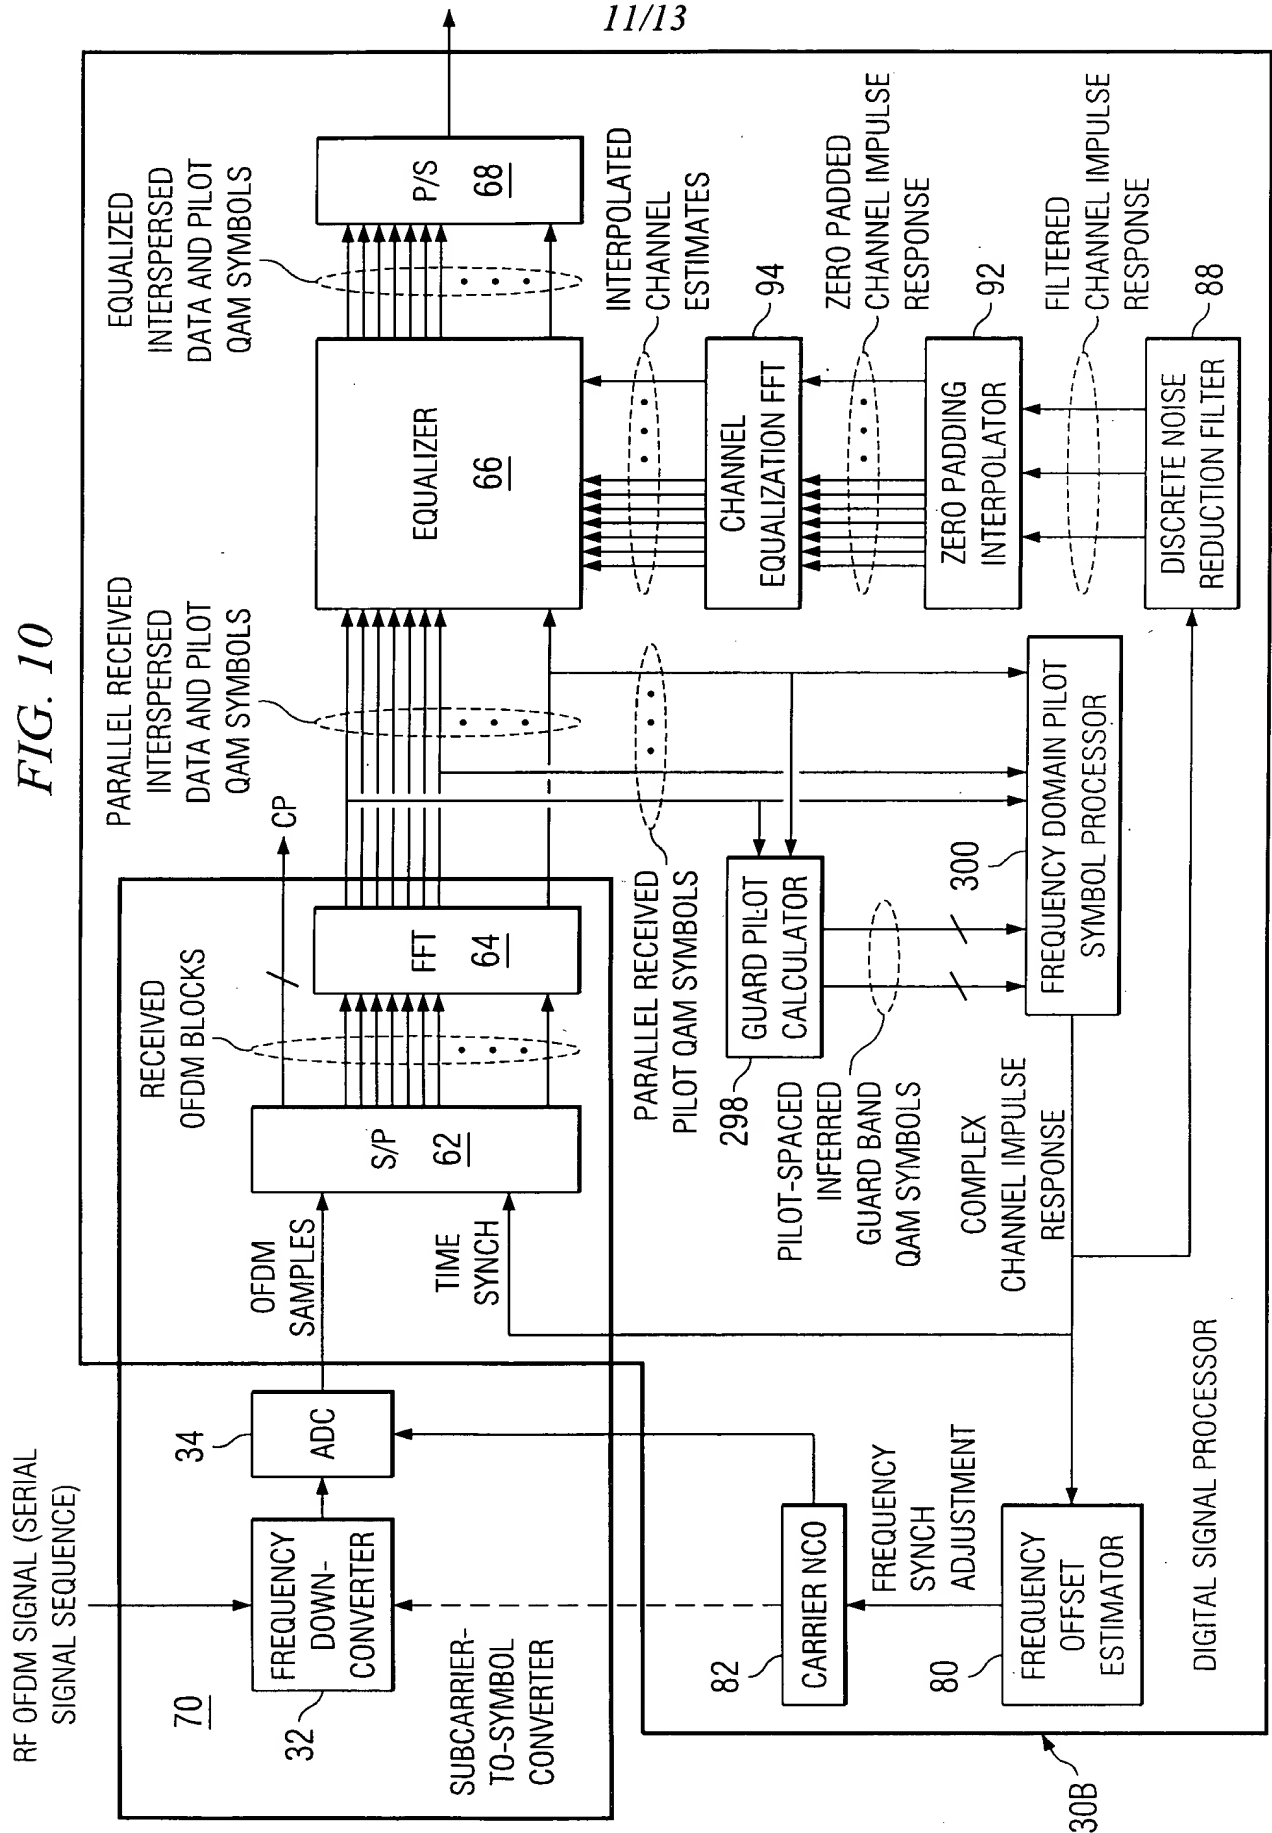 11/13
FIG. 10
RF OFDM SIGNAL (SERIAL
SIGNAL SEQUENCE)
70
FREQUENCY
DOWN-
CONVERTER
32
ADC
34
SUBCARRIER-
TO-SYMBOL
CONVERTER
OFDM
SAMPLES
TIME
SYNCH
S/P
62
RECEIVED
OFDM BLOCKS
CP
FFT
64
PARALLEL RECEIVED
INTERSPERSED
DATA AND PILOT
QAM SYMBOLS
EQUALIZER
66
EQUALIZED
INTERSPERSED
DATA AND PILOT
QAM SYMBOLS
P/S
68
INTERPOLATED
CHANNEL
ESTIMATES
CHANNEL
EQUALIZATION FFT
94
ZERO PADDED
CHANNEL IMPULSE
RESPONSE
ZERO PADDING
INTERPOLATOR
92
FILTERED
CHANNEL IMPULSE
RESPONSE
DISCRETE NOISE
REDUCTION FILTER
88
PARALLEL RECEIVED
PILOT QAM SYMBOLS
GUARD PILOT
CALCULATOR
298
PILOT-SPACED
INFERRED
GUARD BAND
QAM SYMBOLS
300
FREQUENCY DOMAIN PILOT
SYMBOL PROCESSOR
COMPLEX
CHANNEL IMPULSE
RESPONSE
CARRIER NCO
82
FREQUENCY
SYNCH
ADJUSTMENT
FREQUENCY
OFFSET
ESTIMATOR
80
DIGITAL SIGNAL PROCESSOR
30B